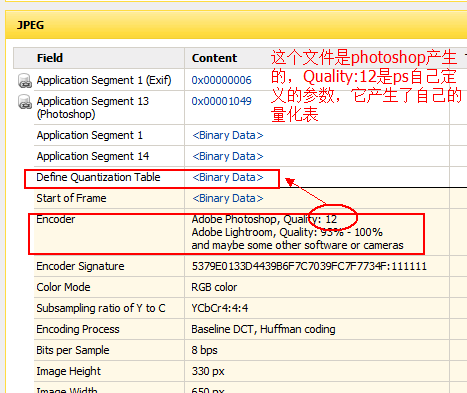 JPEG
Field Content
这个文件是photoshop产生
的，Quality:12是ps自己定
义的参数，它产生了自己的
量化表
Application Segment 1 (Exif) 0x00000006
Application Segment 13 0x00001049
(Photoshop)
Application Segment 1 <Binary Data>
Application Segment 14 <Binary Data>
Define Quantization Table <Binary Data>
Start of Frame <Binary Data>
Encoder Adobe Photoshop, Quality: 12
Adobe Lightroom, Quality: 93% - 100%
and maybe some other software or cameras
Encoder Signature 5379E0133D4439B6F7C7039FC7F7734F:111111
Color Mode RGB color
Subsampling ratio of Y to C YCbCr4:4:4
Encoding Process Baseline DCT, Huffman coding
Bits per Sample 8 bps
Image Height 330 px
Image Width 650 px